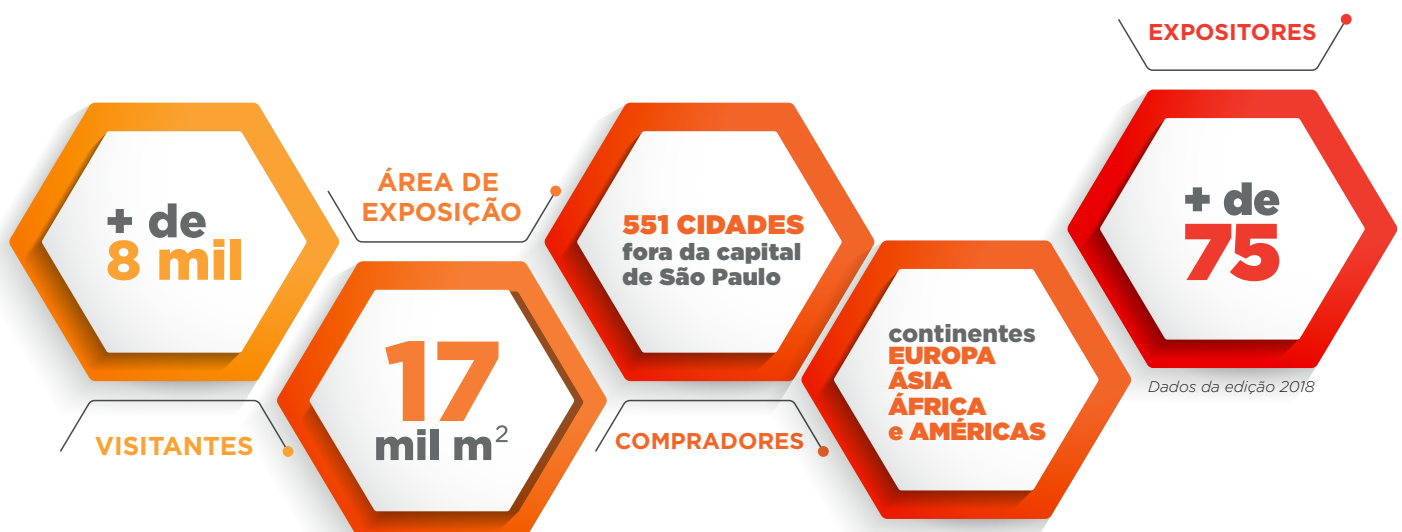 + de
8 mil
VISITANTES
ÁREA DE
EXPOSIÇÃO
17
mil m²
551 CIDADES
fora da capital
de São Paulo
COMPRADORES
continentes
EUROPA
ÁSIA
ÁFRICA
e AMÉRICAS
EXPOSITORES
+ de
75
Dados da edição 2018